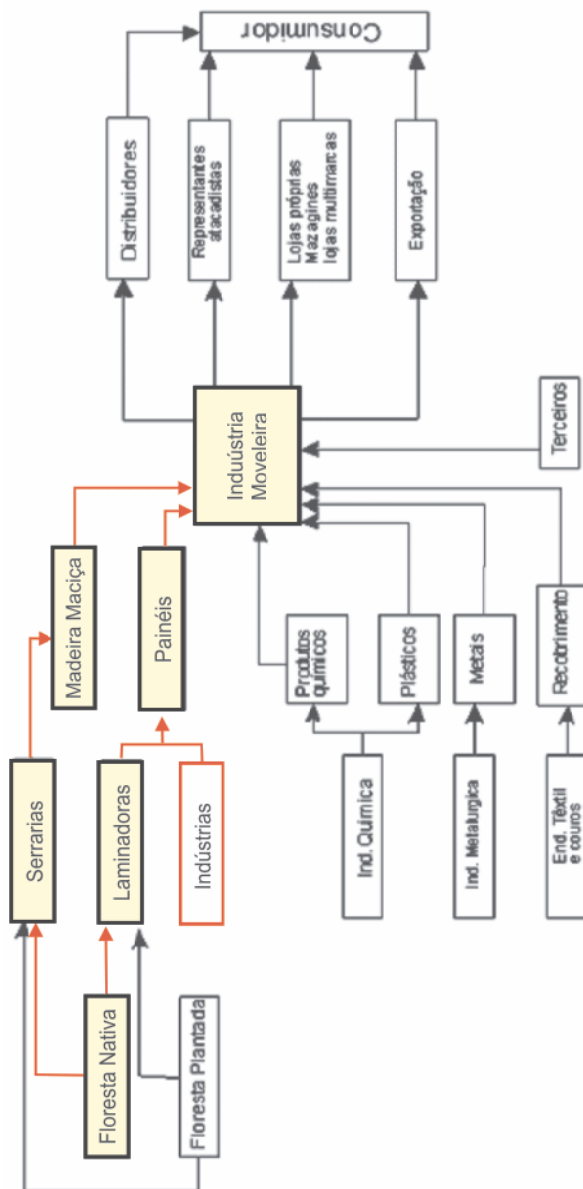 Floresta Nativa
Floresta Plantada
Serrarias
Laminadoras
Indústrias
Madeira Maciça
Painéis
Ind. Quimica
Ind. Metalurgica
End. Têxtil
e couros
Produtos
químicos
Plásticos
Metais
Recobrimento
Terceiros
Induústria
Moveleira
Distribuidores
Representantes
atacadistas
Lojas próprias
Mazagines
lojas multimarcas
Exportação
Consumidor